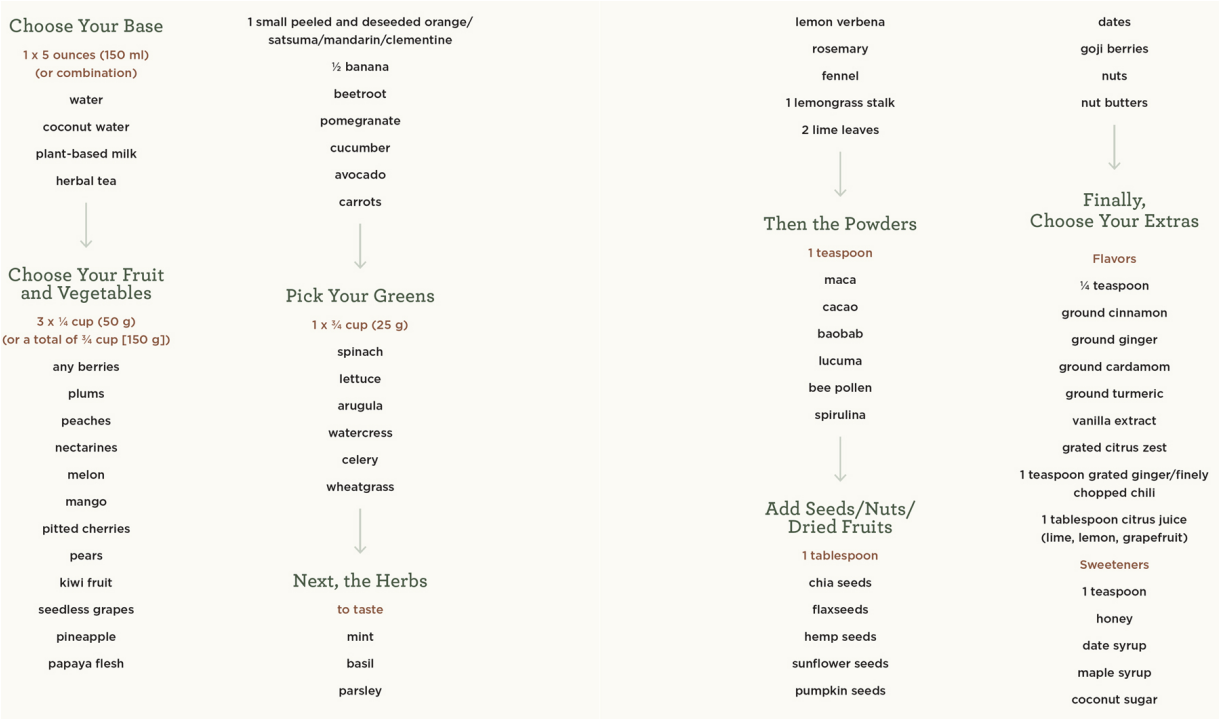 Choose Your Base
1 x 5 ounces (150 ml)
(or combination)
water
coconut water
plant-based milk
herbal tea
Choose Your Fruit
and Vegetables
3 x ¼ cup (50 g)
(or a total of ¾ cup [150 g])
any berries
plums
peaches
nectarines
melon
mango
pitted cherries
pears
kiwi fruit
seedless grapes
pineapple
papaya flesh
1 small peeled and deseeded orange/
satsuma/mandarin/clementine
½ banana
beetroot
pomegranate
cucumber
avocado
carrots
Pick Your Greens
1 x ¾ cup (25 g)
spinach
lettuce
arugula
watercress
celery
wheatgrass
Next, the Herbs
to taste
mint
basil
parsley
lemon verbena
rosemary
fennel
1 lemongrass stalk
2 lime leaves
Then the Powders
1 teaspoon
maca
cacao
baobab
lucuma
bee pollen
spirulina
Add Seeds/Nuts/
Dried Fruits
1 tablespoon
chia seeds
flaxseeds
hemp seeds
sunflower seeds
pumpkin seeds
dates
goji berries
nuts
nut butters
Finally,
Choose Your Extras
Flavors
¼ teaspoon
ground cinnamon
ground ginger
ground cardamom
ground turmeric
vanilla extract
grated citrus zest
1 teaspoon grated ginger/finely
chopped chili
1 tablespoon citrus juice
(lime, lemon, grapefruit)
Sweeteners
1 teaspoon
honey
date syrup
maple syrup
coconut sugar